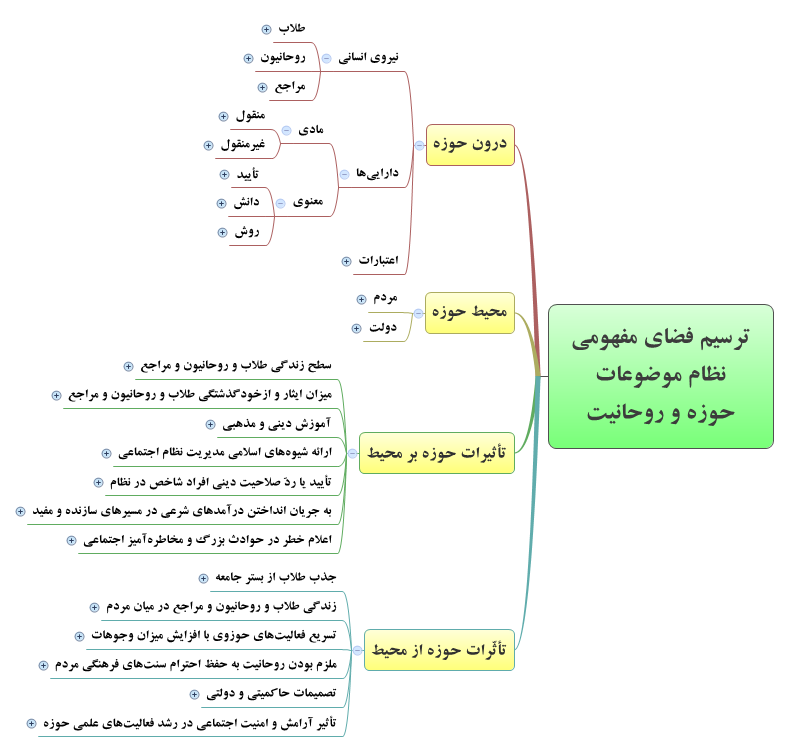 ترسیم فضای مفهومی
نظام موضوعات
حوزه و روحانیت
درون حوزه
نیروی انسانی
طلاب
روحانیون
مراجع
دارایی‌ها
مادی
منقول
غیرمنقول
معنوی
تأیید
دانش
روش
اعتبارات
محیط حوزه
مردم
دولت
تأثیرات حوزه بر محیط
سطح زندگی طلاب و روحانیون و مراجع
میزان ایثار و ازخودگذشتگی طلاب و روحانیون و مراجع
آموزش دینی و مذهبی
ارائه شیوه‌های اسلامی مدیریت نظام اجتماعی
تأیید یا ردّ صلاحیت دینی افراد شاخص در نظام
به جریان انداختن درآمدهای شرعی در مسیرهای سازنده و مفید
اعلام خطر در حوادث بزرگ و مخاطره‌آمیز اجتماعی
تأثّرات حوزه از محیط
جذب طلاب از بستر جامعه
زندگی طلاب و روحانیون و مراجع در میان مردم
تسریع فعالیت‌های حوزوی با افزایش میزان وجوهات
ملزم بودن روحانیت به حفظ احترام سنت‌های فرهنگی مردم
تصمیمات حاکمیتی و دولتی
تأثیر آرامش و امنیت اجتماعی در رشد فعالیت‌های علمی حوزه